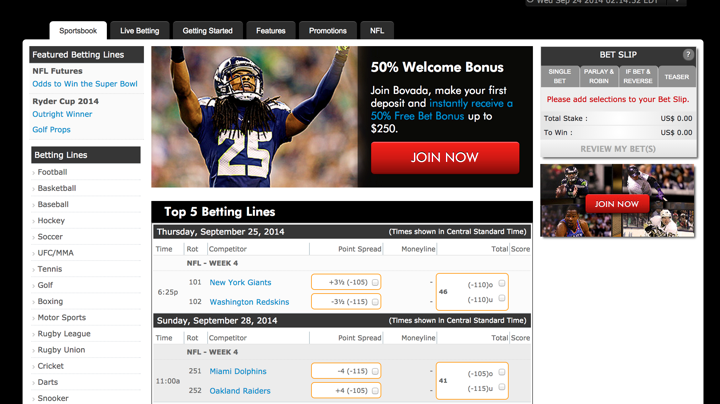 Wed Sep 24 2014 02:14:32 EDT
Sportsbook
Live Betting
Getting Started
Features
Promotions
NFL
Featured Betting Lines
NFL Futures
Odds to Win the Super Bowl
Ryder Cup 2014
Outright Winner
Golf Props
Betting Lines
› Football
› Basketball
› Baseball
› Hockey
› Soccer
› UFC/MMA
› Tennis
› Golf
› Boxing
› Motor Sports
› Rugby League
› Rugby Union
› Cricket
› Darts
› Snooker
25
50% Welcome Bonus
Join Bovada, make your first
deposit and instantly receive a
50% Free Bet Bonus up to
$250.
JOIN NOW
Top 5 Betting Lines
Thursday, September 25, 2014 (Times shown in Central Standard Time)
Time Rot Competitor Point Spread Moneyline Total Score
NFL - WEEK 4
6:25p
101 New York Giants +3½ (-105) - 46 (-110)o
102 Washington Redskins -3½ (-115) - (-110)u
Sunday, September 28, 2014 (Times shown in Central Standard Time)
Time Rot Competitor Point Spread Moneyline Total Score
NFL - WEEK 4
11:00a
251 Miami Dolphins -4 (-115) - 41 (-105)o
252 Oakland Raiders +4 (-105) - (-115)u
BET SLIP ?
SINGLE BET
PARLAY & ROBIN
IF BET & REVERSE
TEASER
Please add selections to your Bet Slip.
Total Stake : US$ 0.00
To Win : US$ 0.00
REVIEW MY BET(S)
JOIN NOW